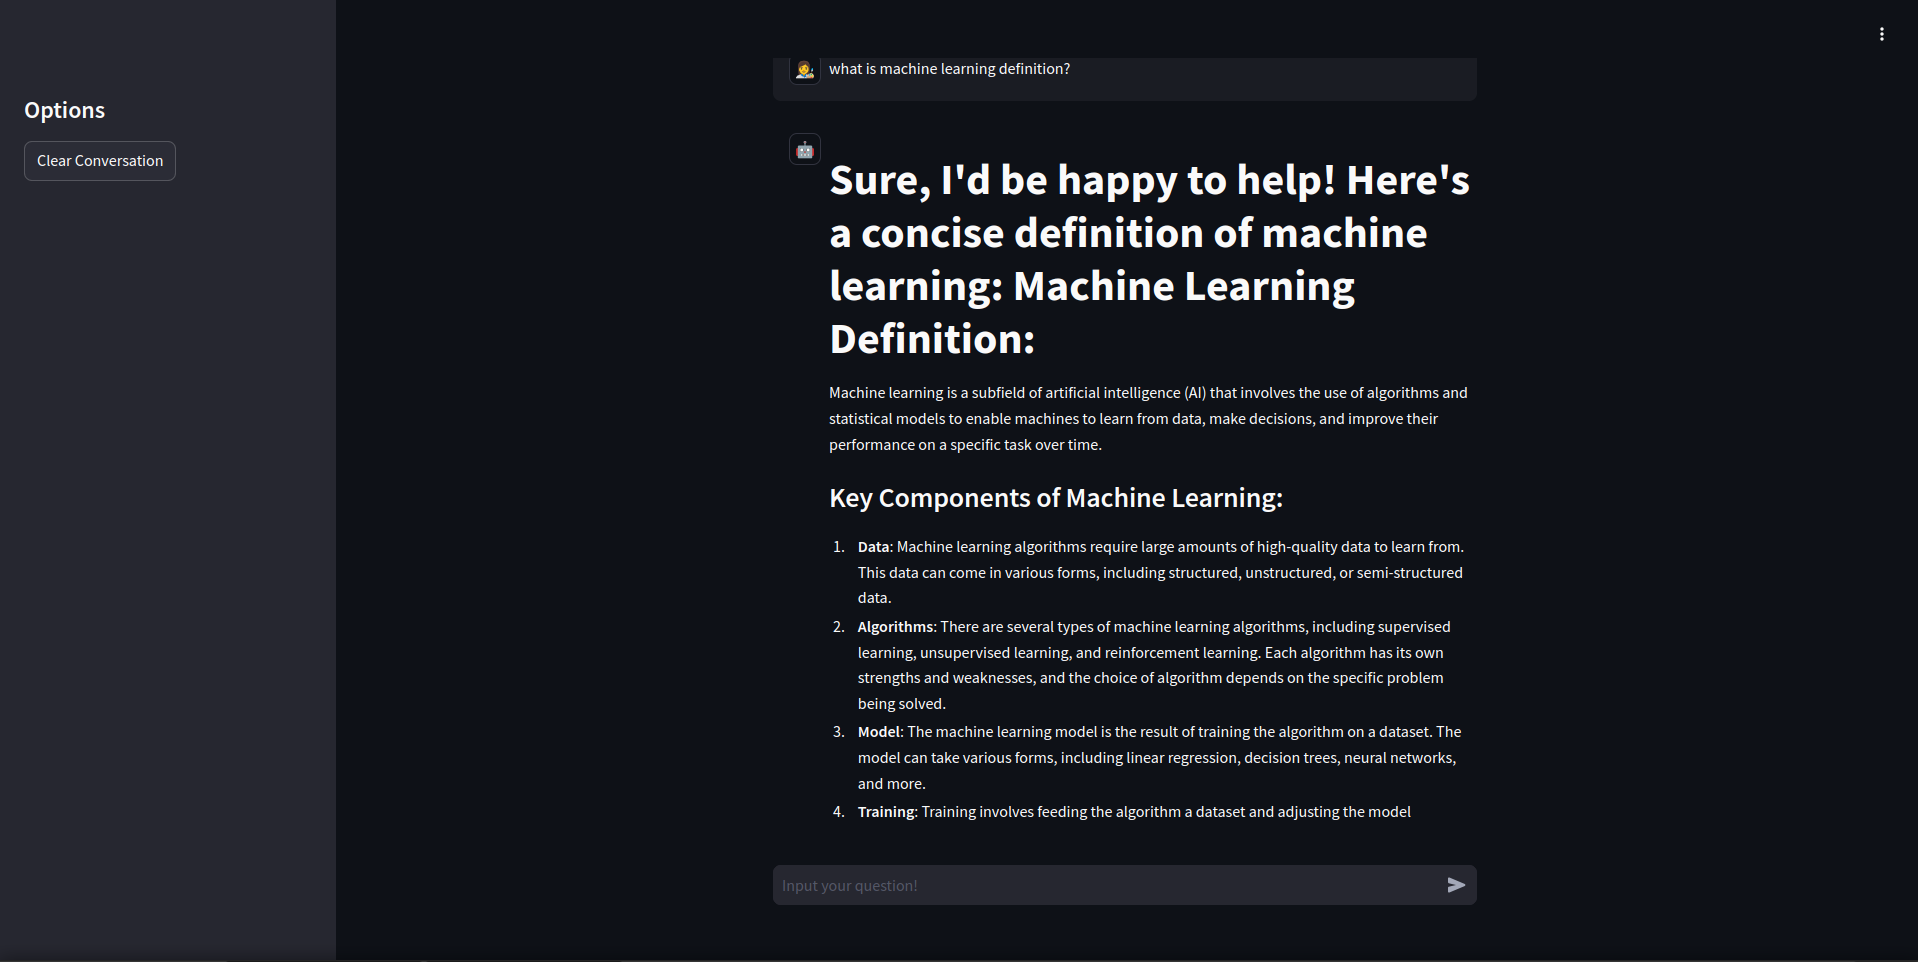 Options
Clear Conversation
what is machine learning definition?
Sure, I'd be happy to help! Here's
a concise definition of machine
learning: Machine Learning
Definition:
Machine learning is a subfield of artificial intelligence (AI) that involves the use of algorithms and
statistical models to enable machines to learn from data, make decisions, and improve their
performance on a specific task over time.
Key Components of Machine Learning:
1. Data: Machine learning algorithms require large amounts of high-quality data to learn from.
This data can come in various forms, including structured, unstructured, or semi-structured
data.
2. Algorithms: There are several types of machine learning algorithms, including supervised
learning, unsupervised learning, and reinforcement learning. Each algorithm has its own
strengths and weaknesses, and the choice of algorithm depends on the specific problem
being solved.
3. Model: The machine learning model is the result of training the algorithm on a dataset. The
model can take various forms, including linear regression, decision trees, neural networks,
and more.
4. Training: Training involves feeding the algorithm a dataset and adjusting the model
Input your question!